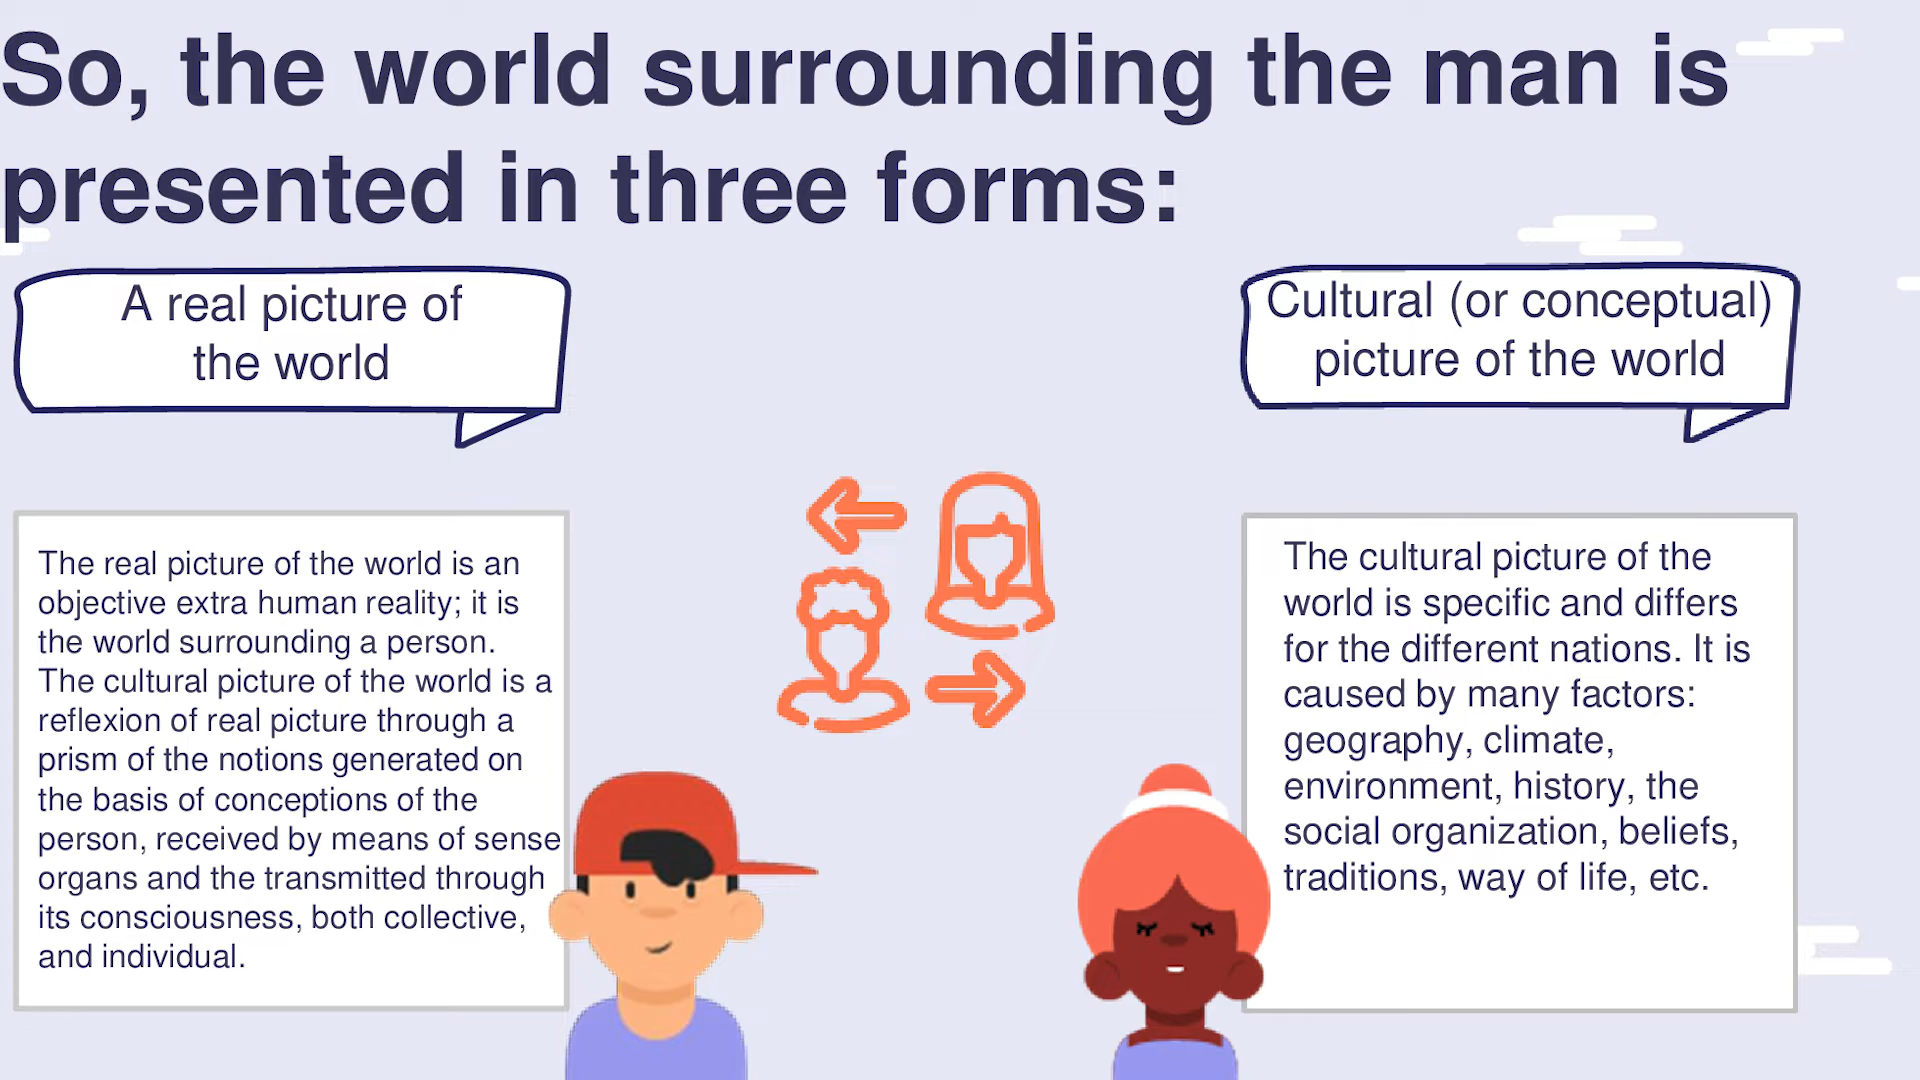 So, the world surrounding the man is
presented in three forms:
A real picture of
the world
Cultural (or conceptual)
picture of the world
The real picture of the world is an
objective extra human reality; it is
the world surrounding a person.
The cultural picture of the world is a
reflexion of real picture through a
prism of the notions generated on
the basis of conceptions of the
person, received by means of sense
organs and the transmitted through
its consciousness, both collective,
and individual.
The cultural picture of the
world is specific and differs
for the different nations. It is
caused by many factors:
geography, climate,
environment, history, the
social organization, beliefs,
traditions, way of life, etc.